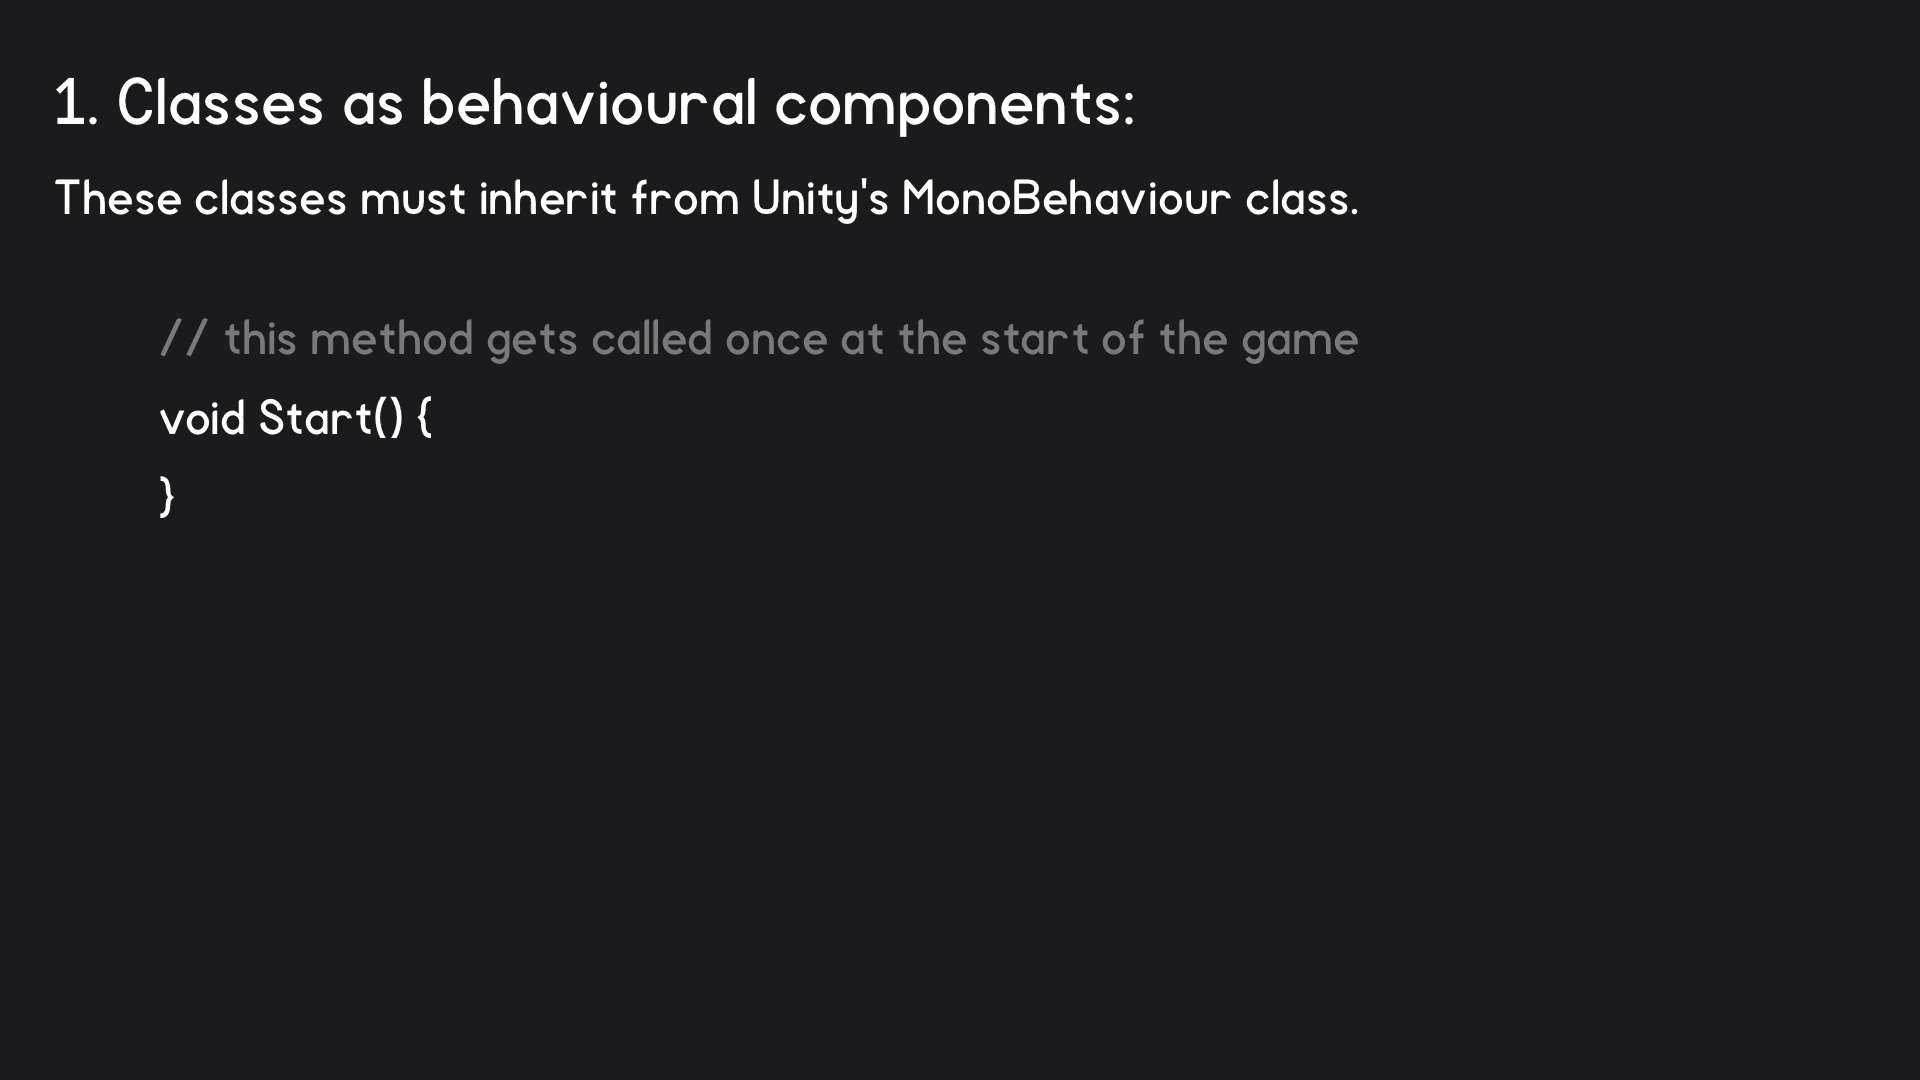 1. Classes as behavioural components:
These classes must inherit from Unity's MonoBehaviour class.
// this method gets called once at the start of the game
void Start() {
}